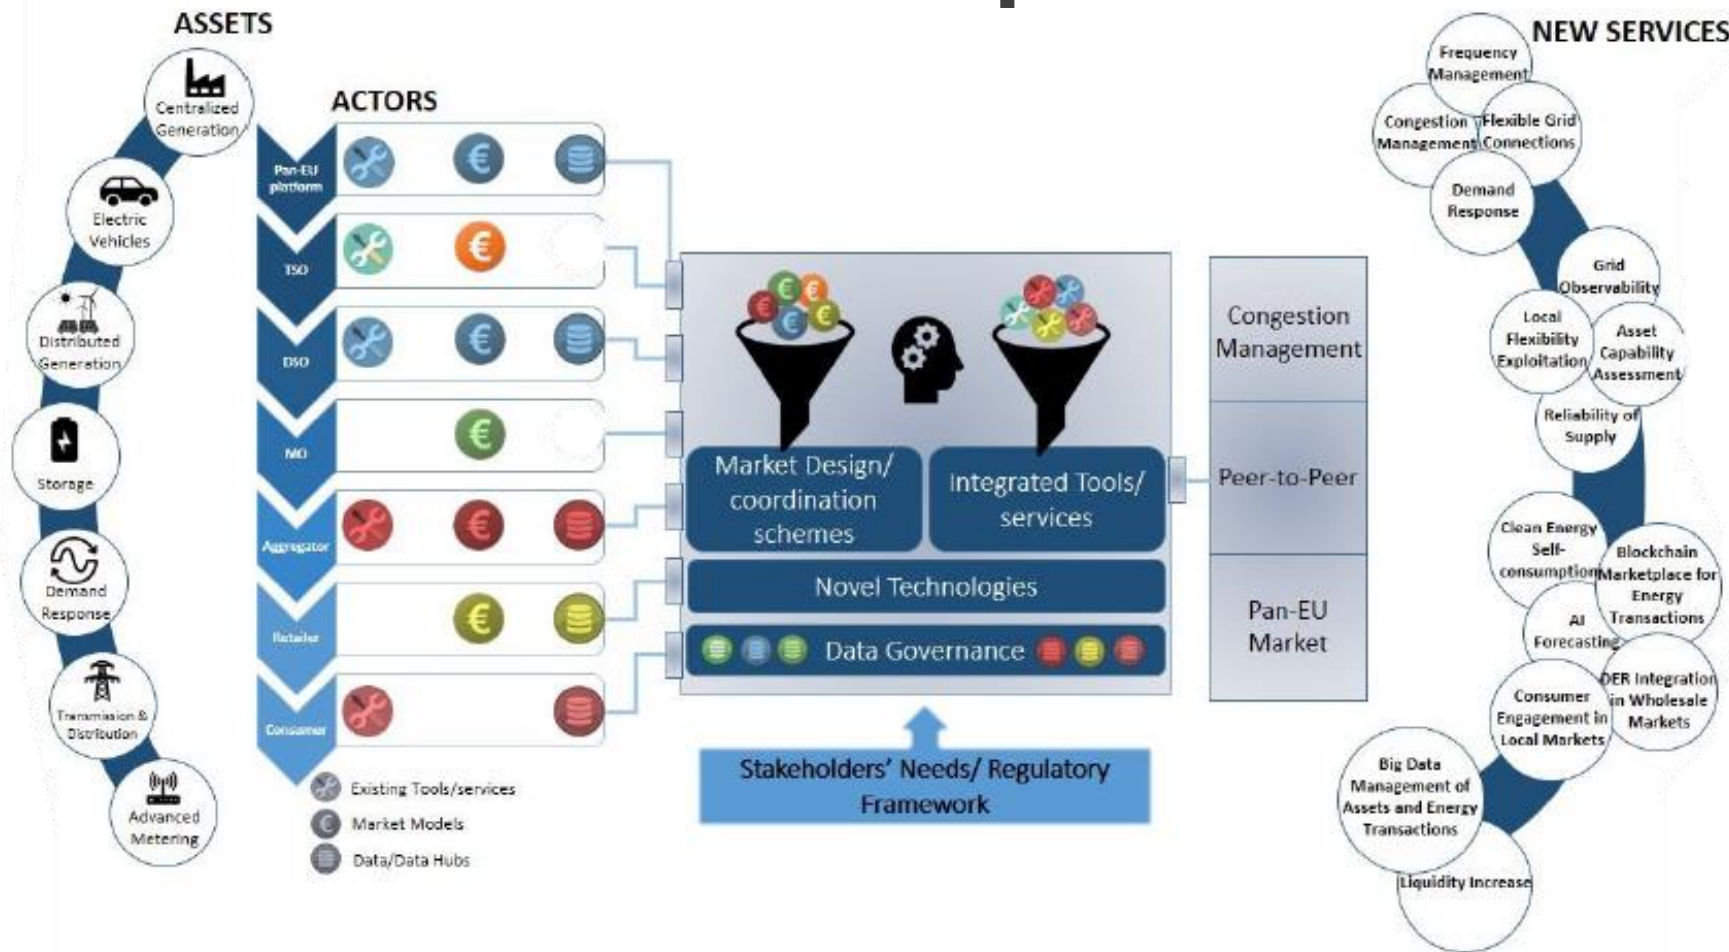 ASSETS
Centralized
Generation
Electric
Vehicles
Distributed
Generation
Storage
Demand
Response
Transmission &
Distribution
Advanced
Metering
ACTORS
Pan-EU
platform
TSO
DSO
MO
Aggregator
Retailer
Consumer
Existing Tools/services
Market Models
Data/Data Hubs
Market Design/
coordination
schemes
Integrated Tools/
services
Novel Technologies
Data Governance
Stakeholders' Needs/ Regulatory
Framework
Congestion
Management
Peer-to-Peer
Pan-EU
Market
NEW SERVICES
Frequency
Management
Congestion
Management
Flexible Grid
Connections
Demand
Response
Grid
Observability
Local
Flexibility
Exploitation
Asset
Capability
Assessment
Reliability of
Supply
Clean Energy
Self-
consumption
Blockchain
Marketplace for
Energy
Transactions
AI
Forecasting
DER Integration
in Wholesale
Markets
Consumer
Engagement in
Local Markets
Big Data
Management of
Assets and Energy
Transactions
Liquidity Increase